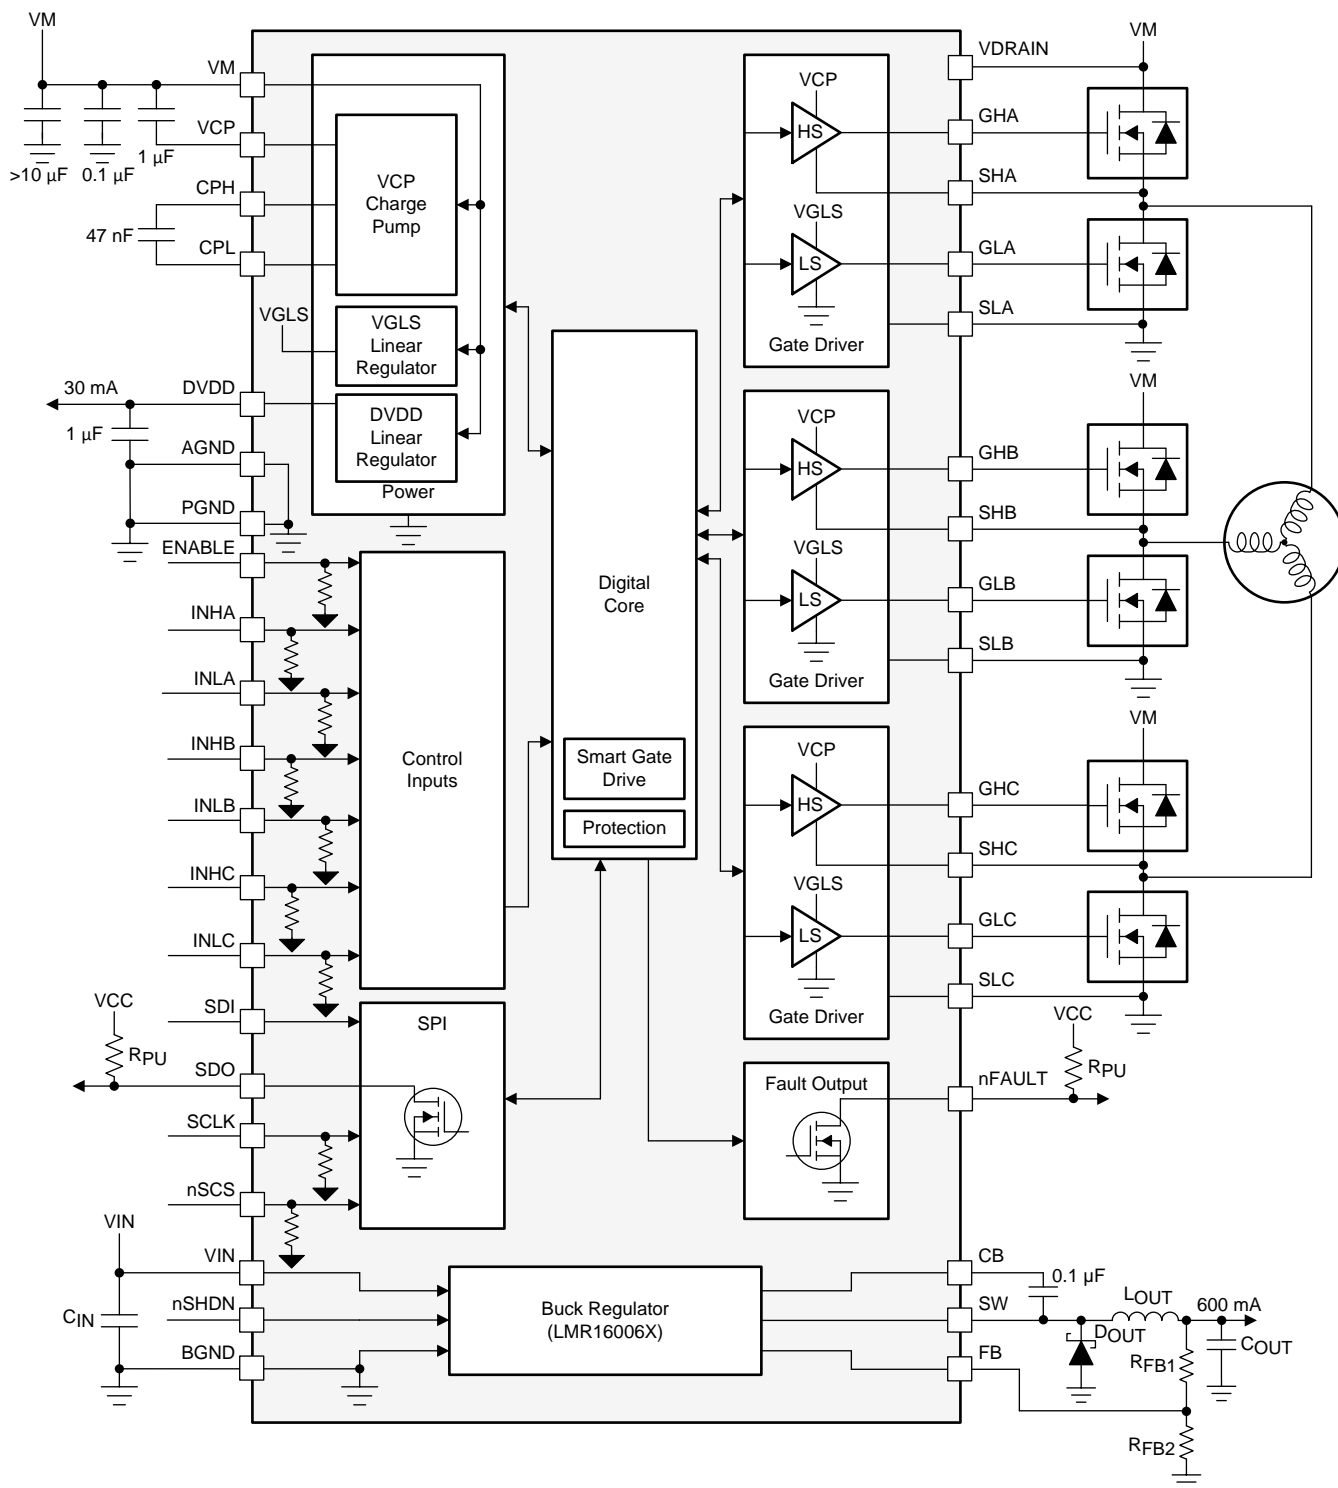 VM
VM
>10 µF
0.1 µF
1 µF
VCP
CPH
47 nF
CPL
VGLS
30 mA
DVDD
1 µF
AGND
PGND
ENABLE
INHA
INLA
INHB
INLB
INHC
INLC
VCC
RPU
SDI
SDO
SCLK
nSCS
VIN
VIN
CIN
nSHDN
BGND
VCP
Charge
Pump
VGLS
Linear
Regulator
DVDD
Linear
Regulator
Power
Control
Inputs
SPI
Digital
Core
Smart Gate
Drive
Protection
Buck Regulator
(LMR16006X)
VCP
HS
VGLS
LS
Gate Driver
VCP
HS
VGLS
LS
Gate Driver
VCP
HS
VGLS
LS
Gate Driver
Fault Output
VDRAIN
VM
GHA
SHA
GLA
SLA
VM
GHB
SHB
GLB
SLB
VM
GHC
SHC
GLC
SLC
VCC
RPU
nFAULT
CB
0.1 µF
SW
LOUT
600 mA
DOUT
COUT
FB
RFB1
RFB2